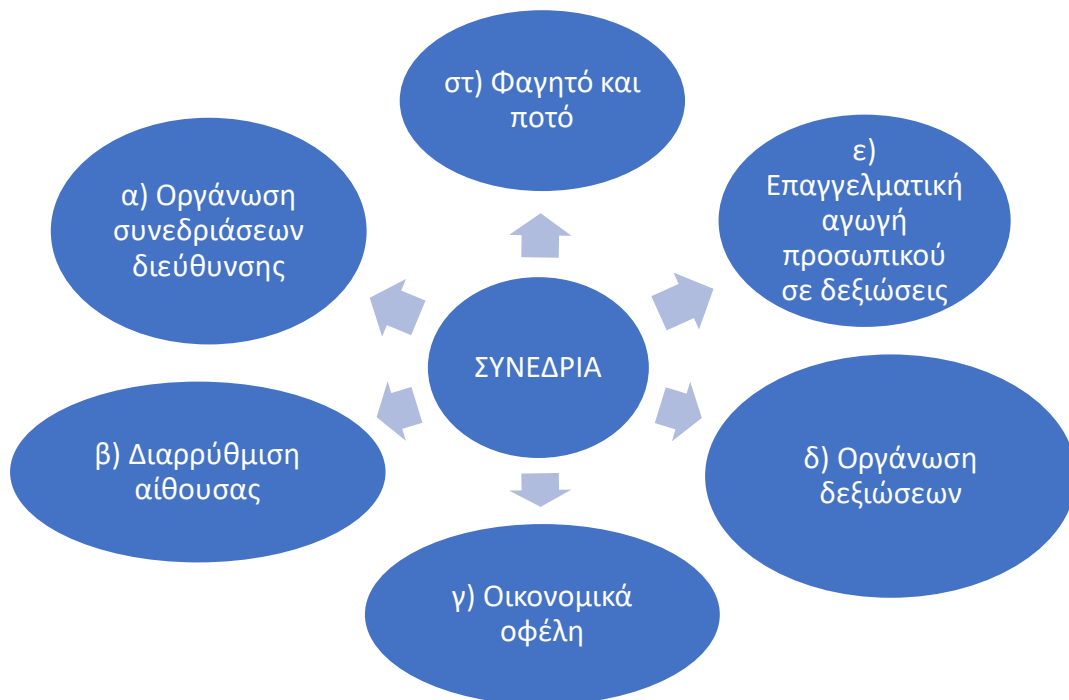 στ) Φαγητό και
ποτό
α) Οργάνωση
συνεδριάσεων
διεύθυνσης
ε)
Επαγγελματική
αγωγή
προσωπικού
σε δεξιώσεις
ΣΥΝΕΔΡΙΑ
β) Διαρρύθμιση
αίθουσας
δ) Οργάνωση
δεξιώσεων
γ) Οικονομικά
οφέλη